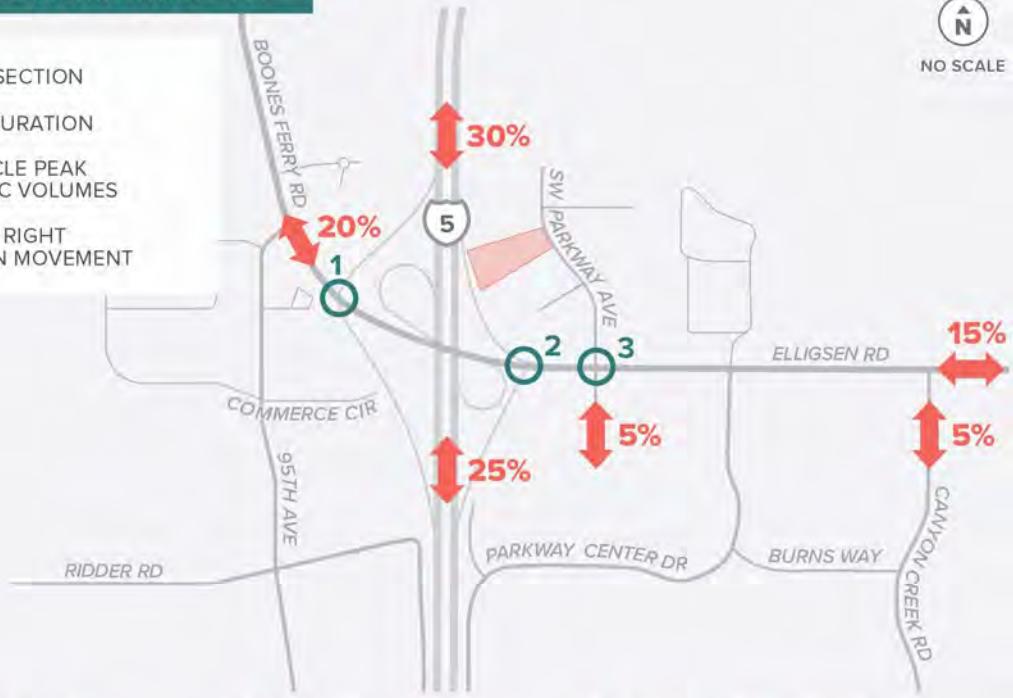 N
NO SCALE
SECTION
URATION
CLE PEAK
C VOLUMES
RIGHT
N MOVEMENT
BOONES FERRY RD
30%
5
SW PARKWAY AVE
20%
1
2
3
15%
ELLIGSEN RD
COMMERCE CIR
5%
5%
25%
95TH AVE
PARKWAY CENTER DR
BURNS WAY
CANYON CREEK RD
RIDDER RD